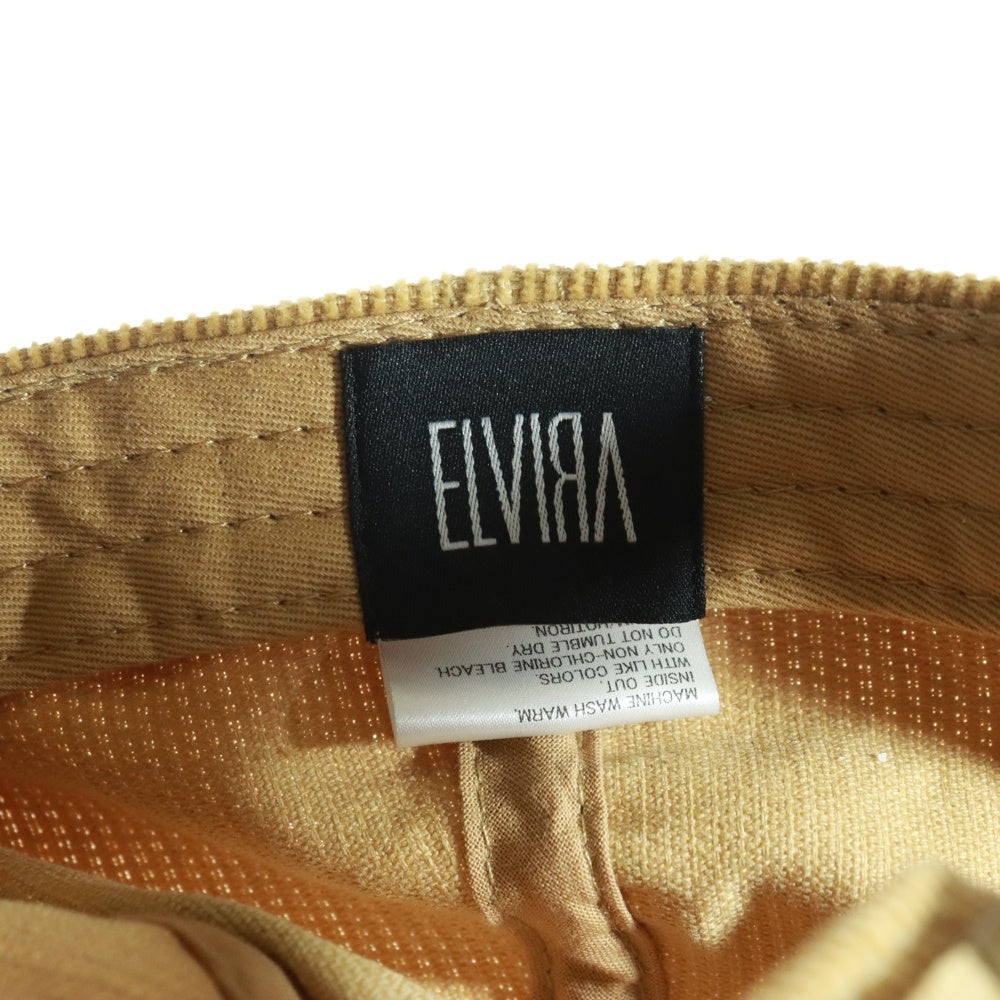 ELVIRA
MACHINE WASH WARM.
INSIDE OUT.
WITH LIKE COLORS.
ONLY NON-CHLORINE BLEACH.
DO NOT TUMBLE DRY.